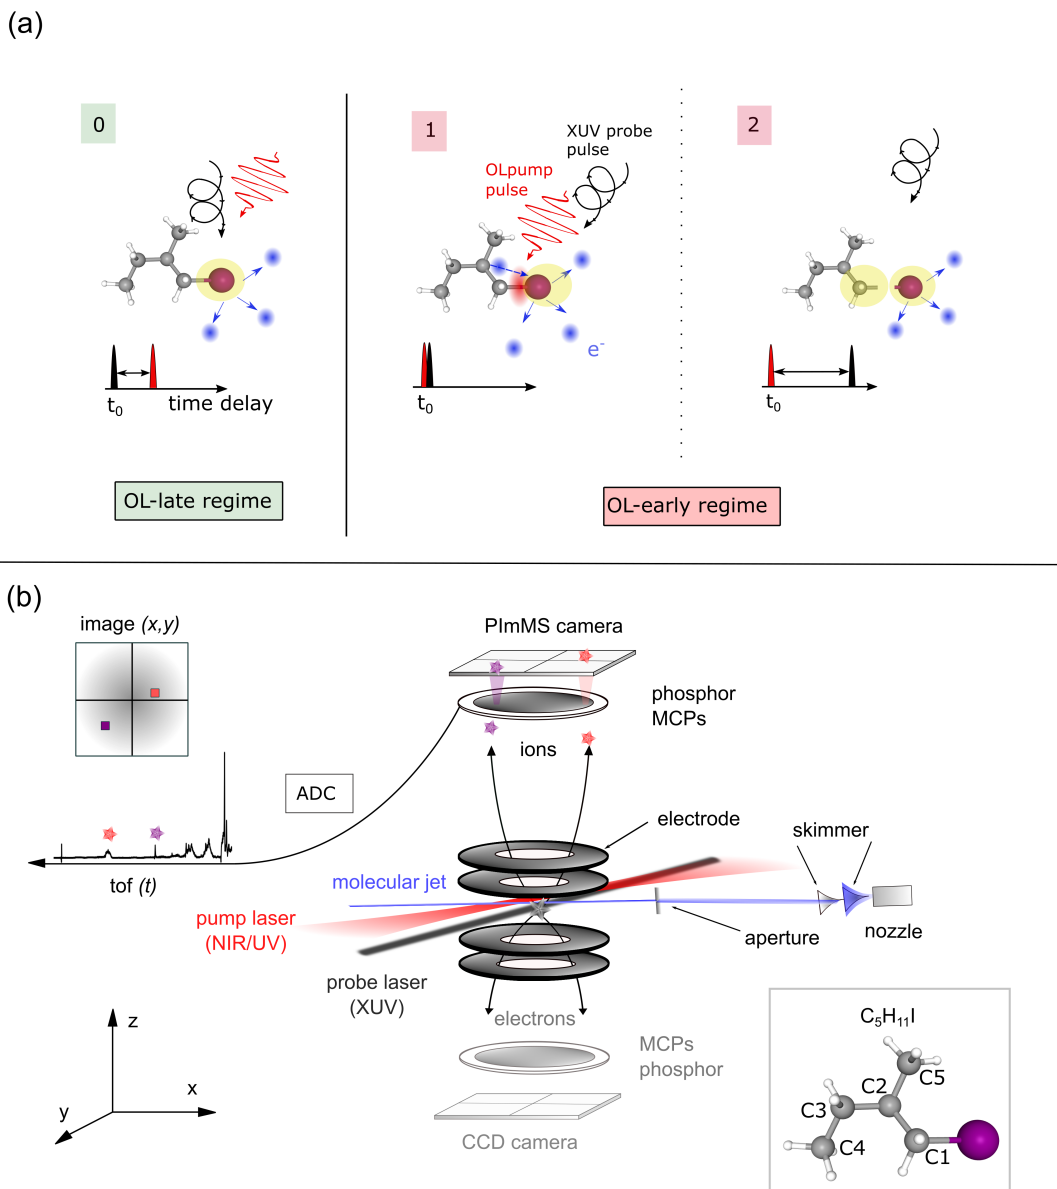 (a)
0
1
2
XUV probe
pulse
OLpump
pulse
e⁻
t₀
time delay
t₀
t₀
OL-late regime
OL-early regime
(b)
image (x,y)
PImMS camera
phosphor
MCPs
ions
ADC
electrode
skimmer
tof (t)
molecular jet
pump laser
(NIR/UV)
aperture
nozzle
probe laser
(XUV)
electrons
z
x
y
MCPs
phosphor
CCD camera
C₅H₁₁I
C5
C2
C3
C4
C1